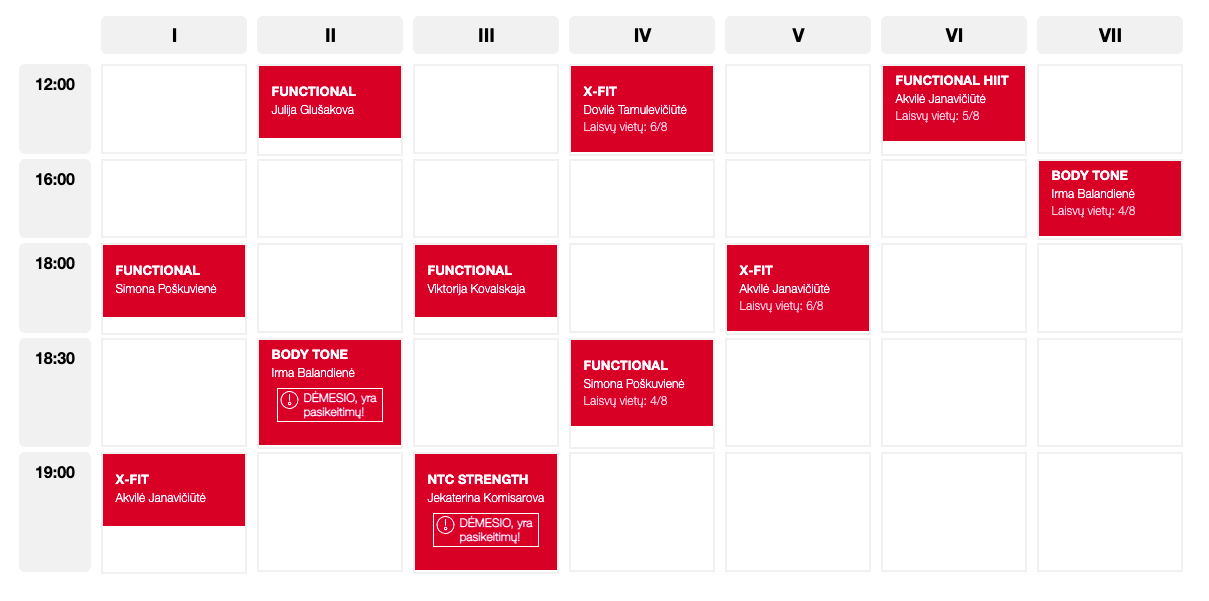 I II III IV V VI VII
12:00
FUNCTIONAL
Julija Glušakova
X-FIT
Dovilė Tamulevičiūtė
Laisvų vietų: 6/8
FUNCTIONAL HIIT
Akvilė Janavičiūtė
Laisvų vietų: 5/8
16:00
BODY TONE
Irma Balandienė
Laisvų vietų: 4/8
18:00
FUNCTIONAL
Simona Poškuvienė
FUNCTIONAL
Viktorija Kovalskaja
X-FIT
Akvilė Janavičiūtė
Laisvų vietų: 6/8
18:30
BODY TONE
Irma Balandienė
DĖMESIO, yra
pasikeitimų!
FUNCTIONAL
Simona Poškuvienė
Laisvų vietų: 4/8
19:00
X-FIT
Akvilė Janavičiūtė
NTC STRENGTH
Jekaterina Komisarova
DĖMESIO, yra
pasikeitimų!